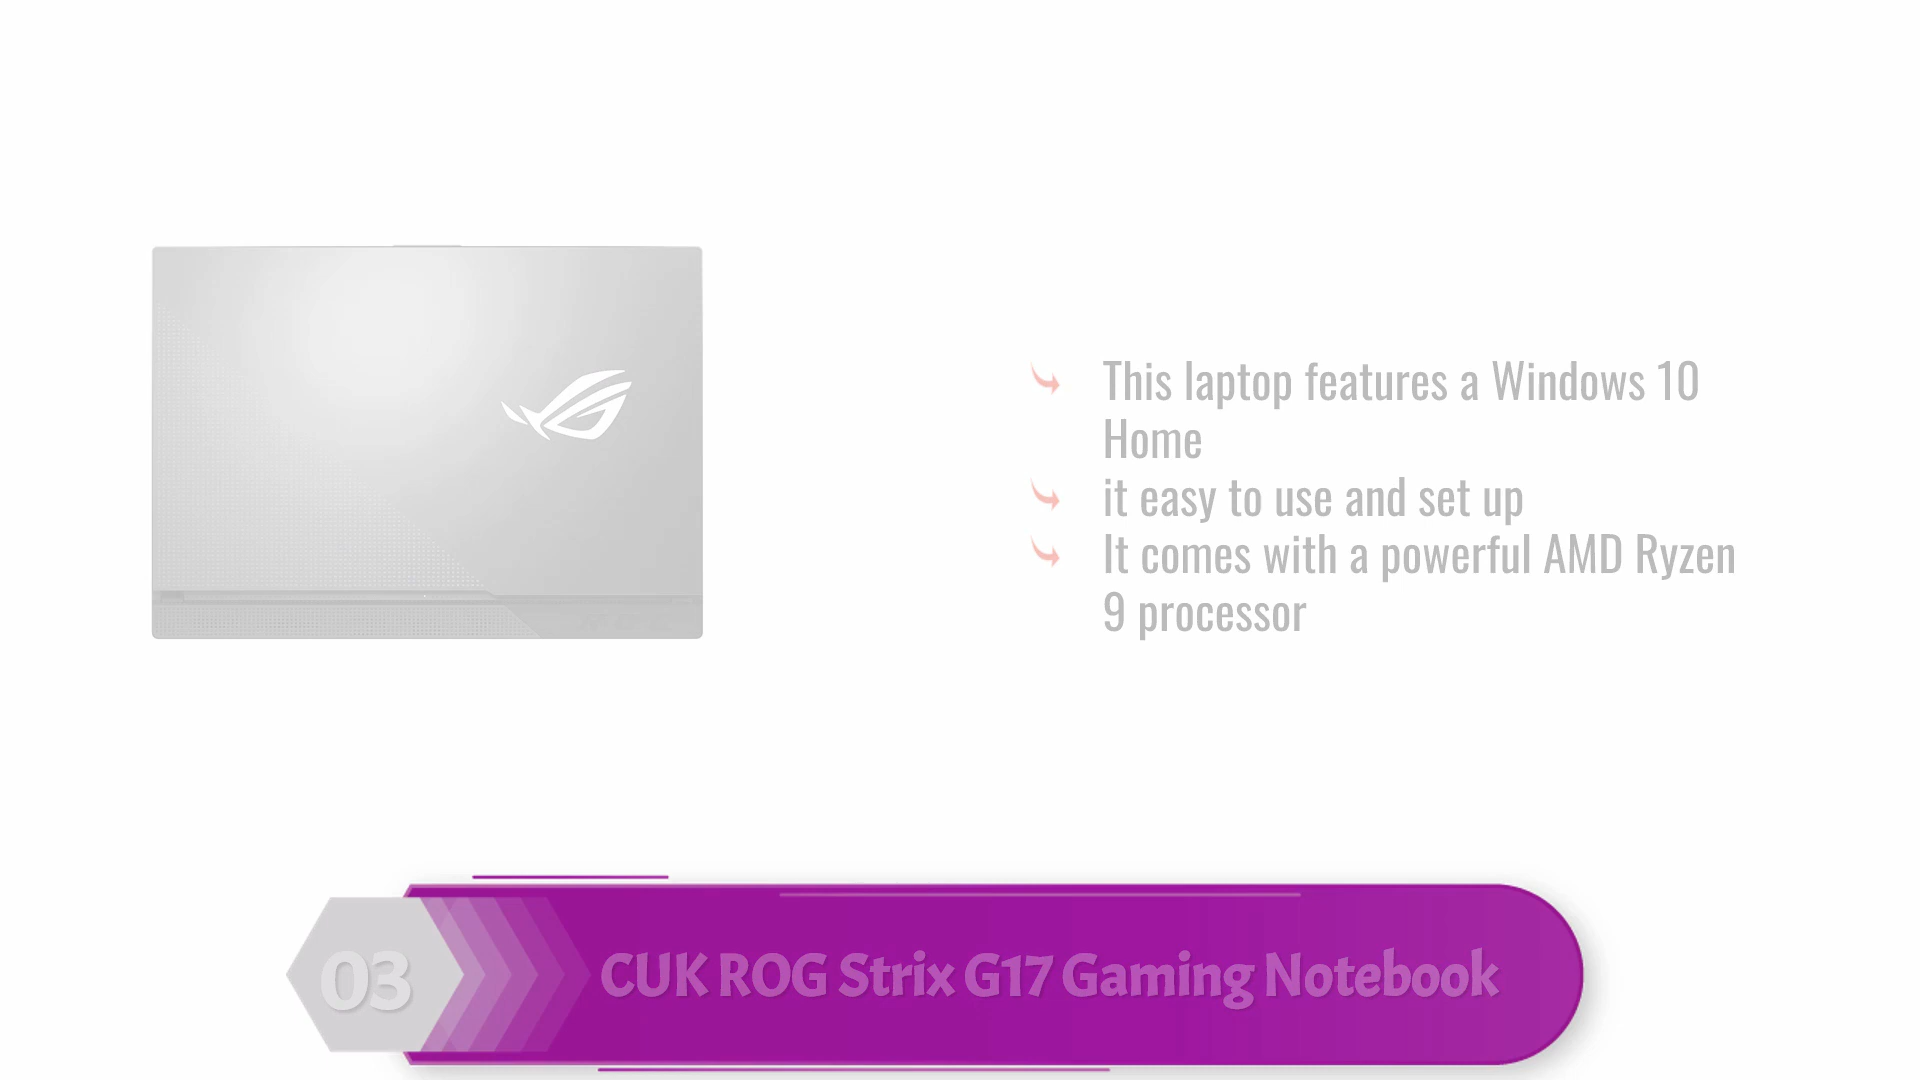 This laptop features a Windows 10
Home
it easy to use and set up
It comes with a powerful AMD Ryzen
9 processor
03
CUK ROG Strix G17 Gaming Notebook